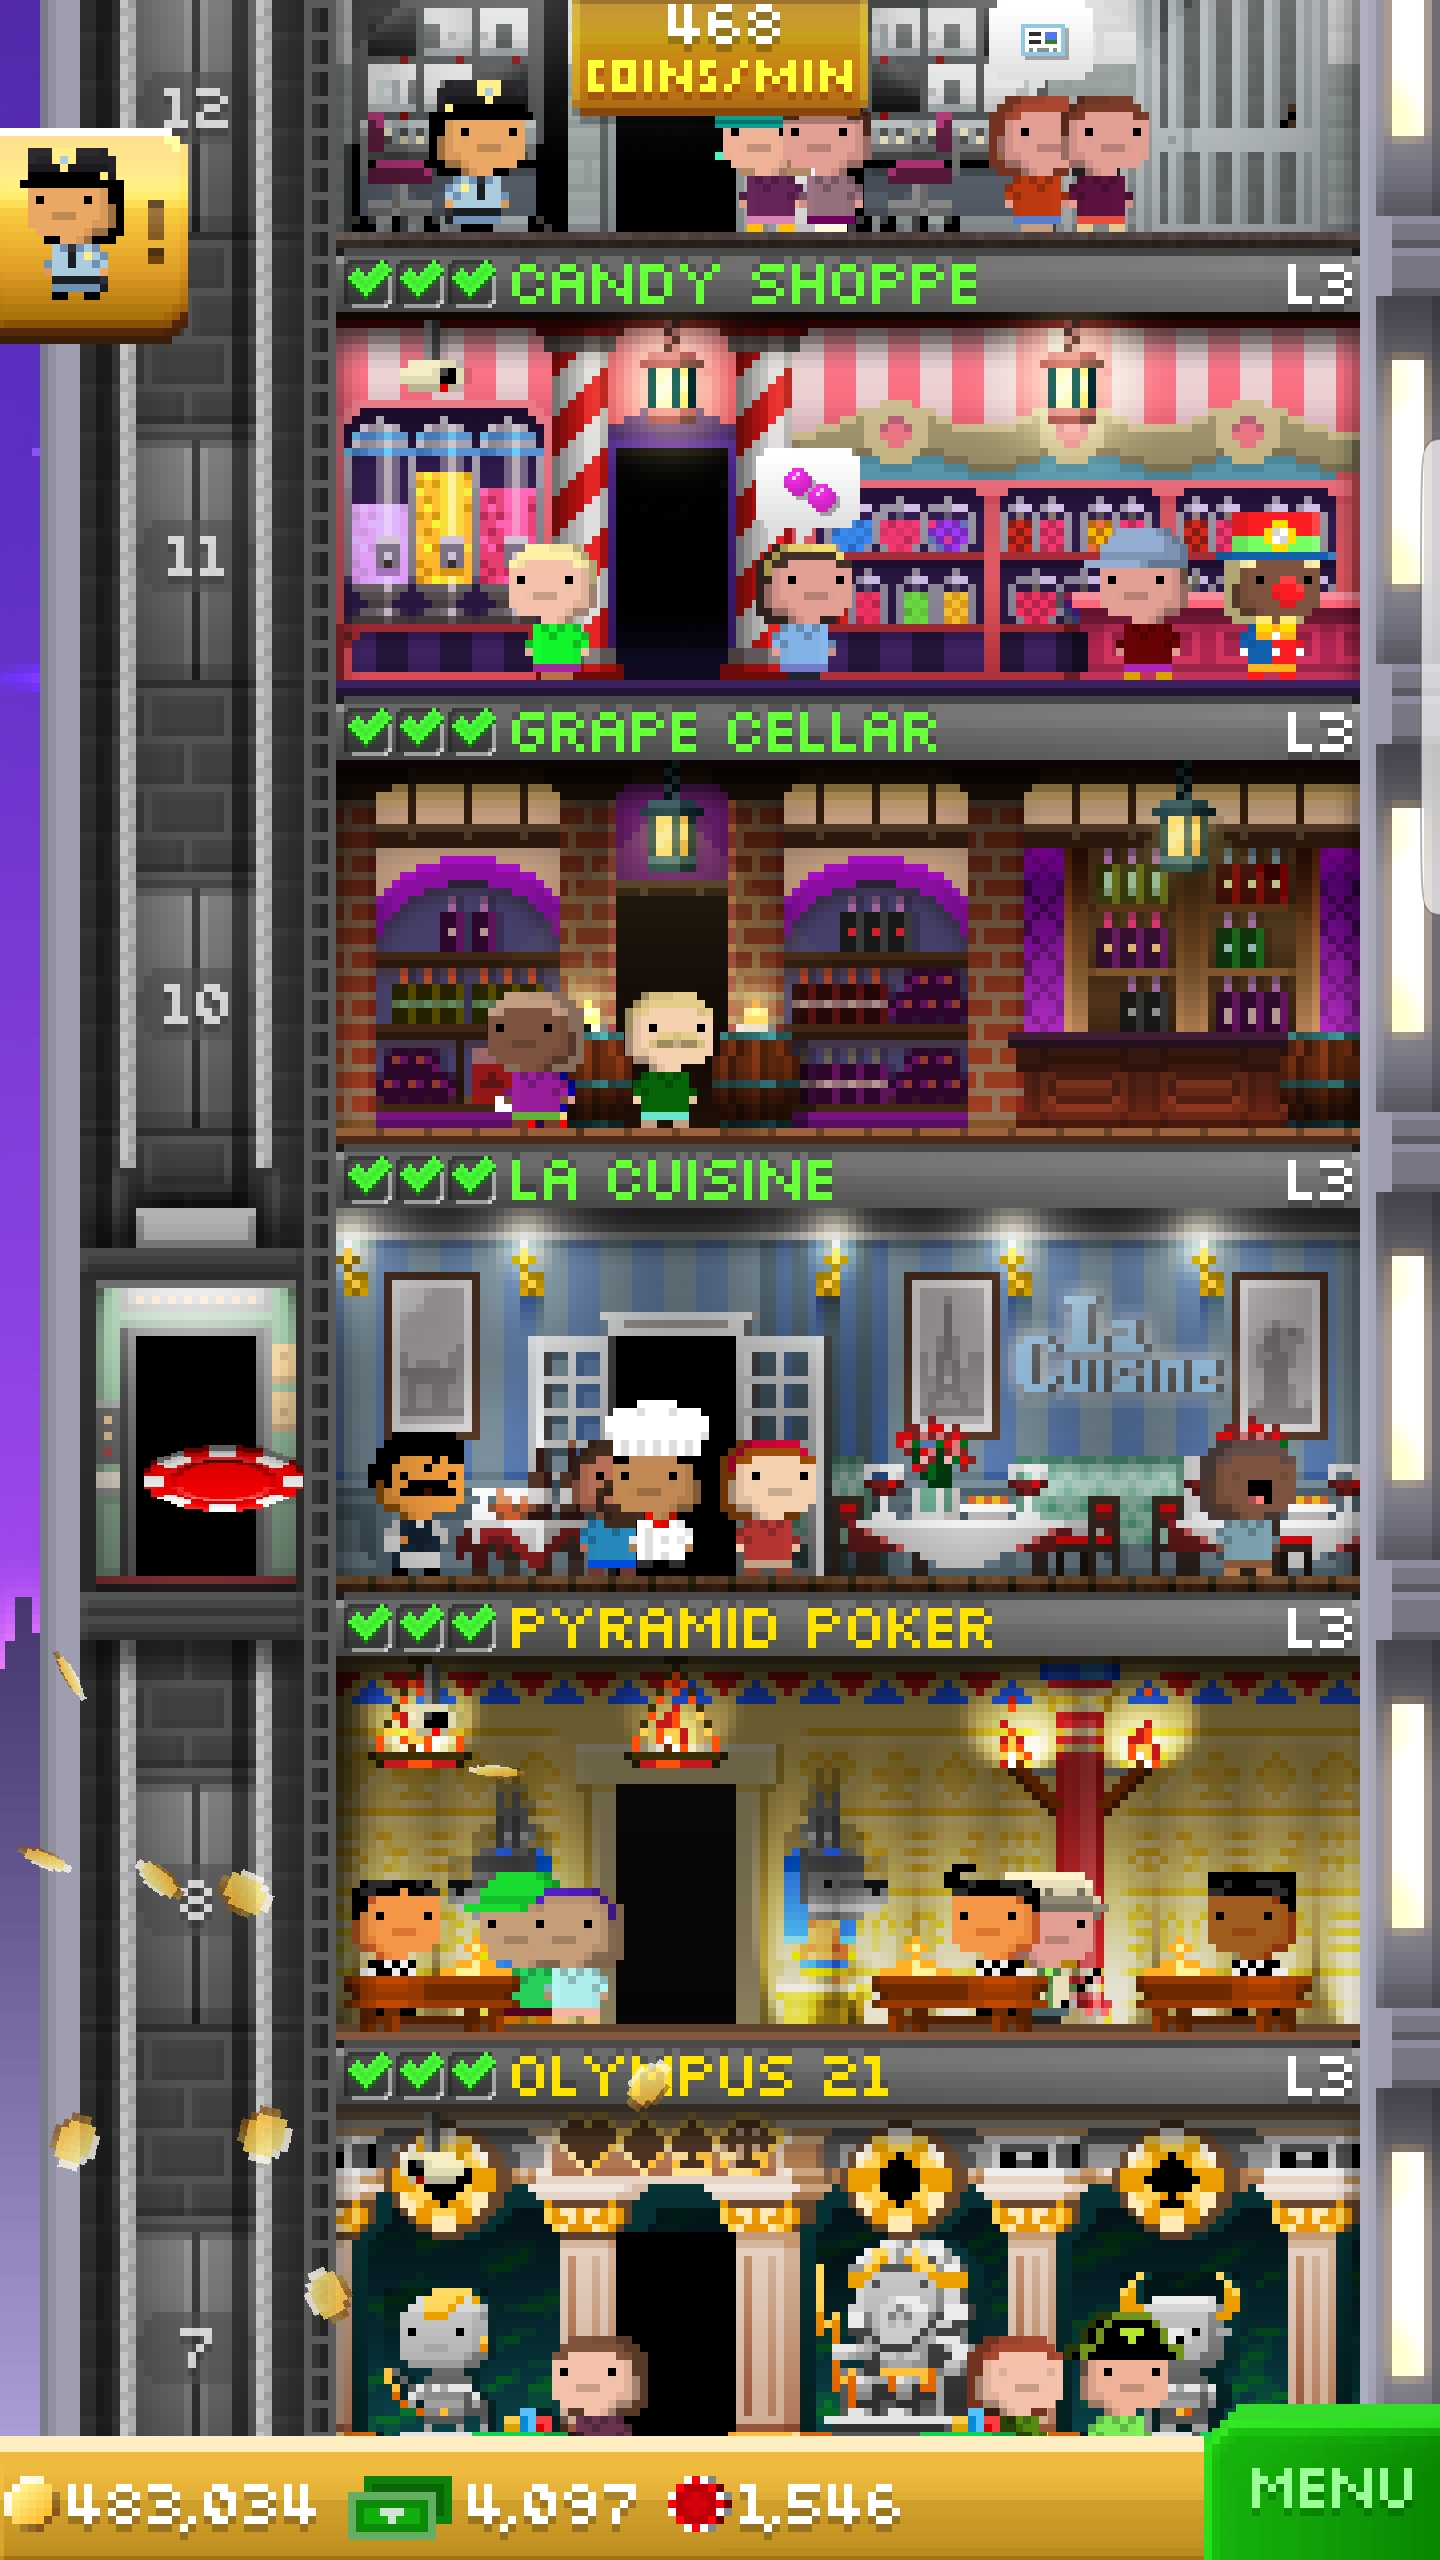 468
COINS/MIN
12
!
CANDY SHOPPE L3
11
GRAPE CELLAR L3
10
LA CUISINE L3
La
Cuisine
PYRAMID POKER L3
8
OLYMPUS 21 L3
7
483,034 4,097 1,546
MENU